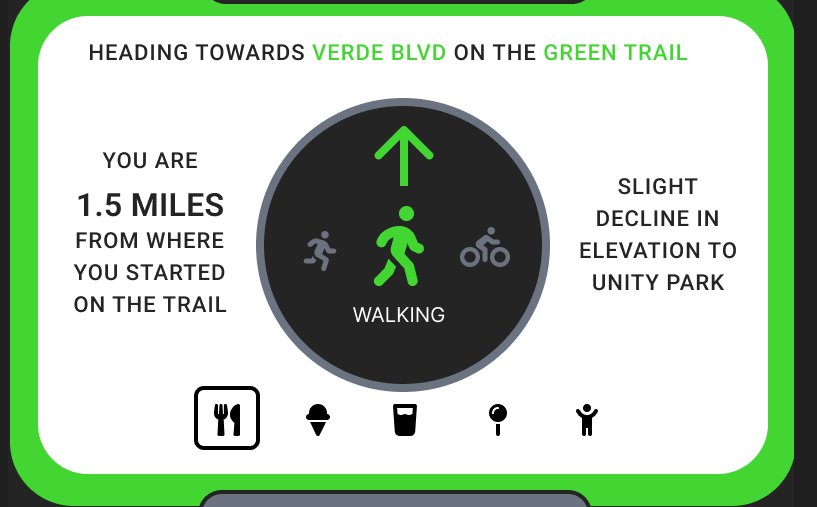 HEADING TOWARDS VERDE BLVD ON THE GREEN TRAIL
YOU ARE
1.5 MILES
FROM WHERE
YOU STARTED
ON THE TRAIL
WALKING
SLIGHT
DECLINE IN
ELEVATION TO
UNITY PARK